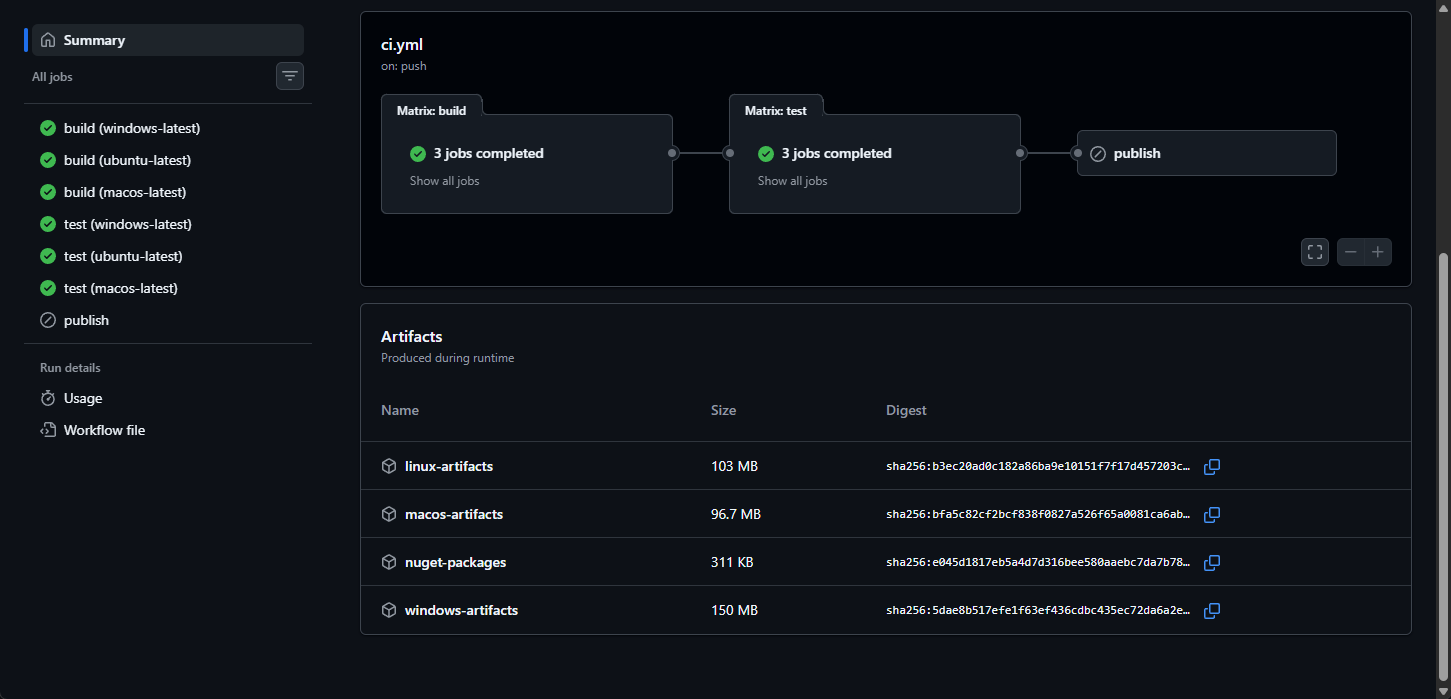 Summary
All jobs
build (windows-latest)
build (ubuntu-latest)
build (macos-latest)
test (windows-latest)
test (ubuntu-latest)
test (macos-latest)
publish
Run details
Usage
Workflow file
ci.yml
on: push
Matrix: build
3 jobs completed
Show all jobs
Matrix: test
3 jobs completed
Show all jobs
publish
Artifacts
Produced during runtime
Name Size Digest
linux-artifacts 103 MB sha256:b3ec20ad0c182a86ba9e10151f7f17d457203c…
macos-artifacts 96.7 MB sha256:bfa5c82cf2bcf838f0827a526f65a0081ca6ab…
nuget-packages 311 KB sha256:e045d1817eb5a4d7d316bee580aaebc7da7b78…
windows-artifacts 150 MB sha256:5dae8b517efe1f63ef436cdbc435ec72da6a2e…